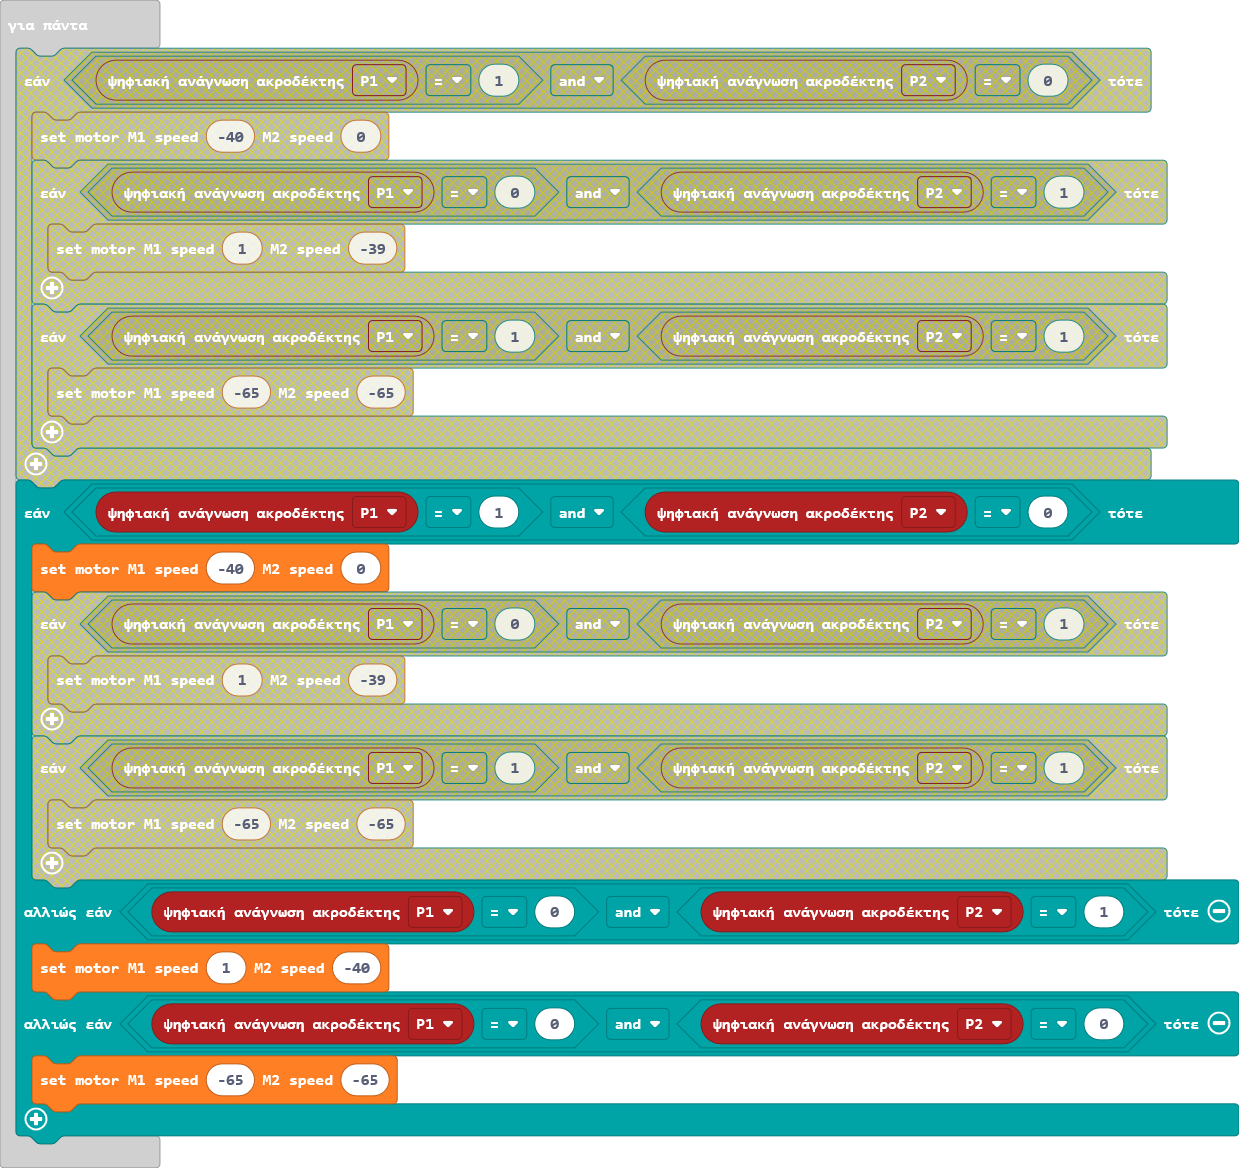 για πάντα
εάν ψηφιακή ανάγνωση ακροδέκτης P1 = 1 and ψηφιακή ανάγνωση ακροδέκτης P2 = 0 τότε
set motor M1 speed -40 M2 speed 0
εάν ψηφιακή ανάγνωση ακροδέκτης P1 = 0 and ψηφιακή ανάγνωση ακροδέκτης P2 = 1 τότε
set motor M1 speed 1 M2 speed -39
εάν ψηφιακή ανάγνωση ακροδέκτης P1 = 1 and ψηφιακή ανάγνωση ακροδέκτης P2 = 1 τότε
set motor M1 speed -65 M2 speed -65
εάν ψηφιακή ανάγνωση ακροδέκτης P1 = 1 and ψηφιακή ανάγνωση ακροδέκτης P2 = 0 τότε
set motor M1 speed -40 M2 speed 0
εάν ψηφιακή ανάγνωση ακροδέκτης P1 = 0 and ψηφιακή ανάγνωση ακροδέκτης P2 = 1 τότε
set motor M1 speed 1 M2 speed -39
εάν ψηφιακή ανάγνωση ακροδέκτης P1 = 1 and ψηφιακή ανάγνωση ακροδέκτης P2 = 1 τότε
set motor M1 speed -65 M2 speed -65
αλλιώς εάν ψηφιακή ανάγνωση ακροδέκτης P1 = 0 and ψηφιακή ανάγνωση ακροδέκτης P2 = 1 τότε
set motor M1 speed 1 M2 speed -40
αλλιώς εάν ψηφιακή ανάγνωση ακροδέκτης P1 = 0 and ψηφιακή ανάγνωση ακροδέκτης P2 = 0 τότε
set motor M1 speed -65 M2 speed -65